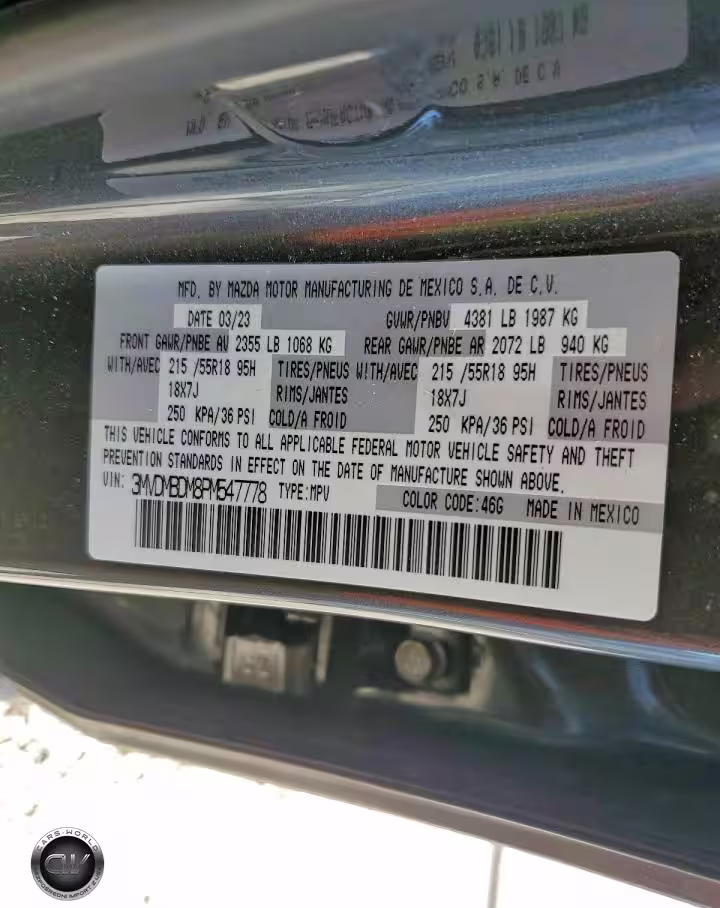 MFD. BY MAZDA MOTOR MANUFACTURING DE MEXICO S.A. DE C.V.
DATE 03/23 GVWR/PNBV 4381 LB 1987 KG
FRONT GAWR/PNBE AV 2355 LB 1068 KG REAR GAWR/PNBE AR 2072 LB 940 KG
WITH/AVEC 215 /55R18 95H TIRES/PNEUS WITH/AVEC 215 /55R18 95H TIRES/PNEUS
18X7J RIMS/JANTES 18X7J RIMS/JANTES
250 KPA/36 PSI COLD/A FROID 250 KPA/36 PSI COLD/A FROID
THIS VEHICLE CONFORMS TO ALL APPLICABLE FEDERAL MOTOR VEHICLE SAFETY AND THEFT
PREVENTION STANDARDS IN EFFECT ON THE DATE OF MANUFACTURE SHOWN ABOVE.
VIN: 3MVDMBDM8PM547778 TYPE:MPV COLOR CODE:46G MADE IN MEXICO
CARS-WORLD
CW